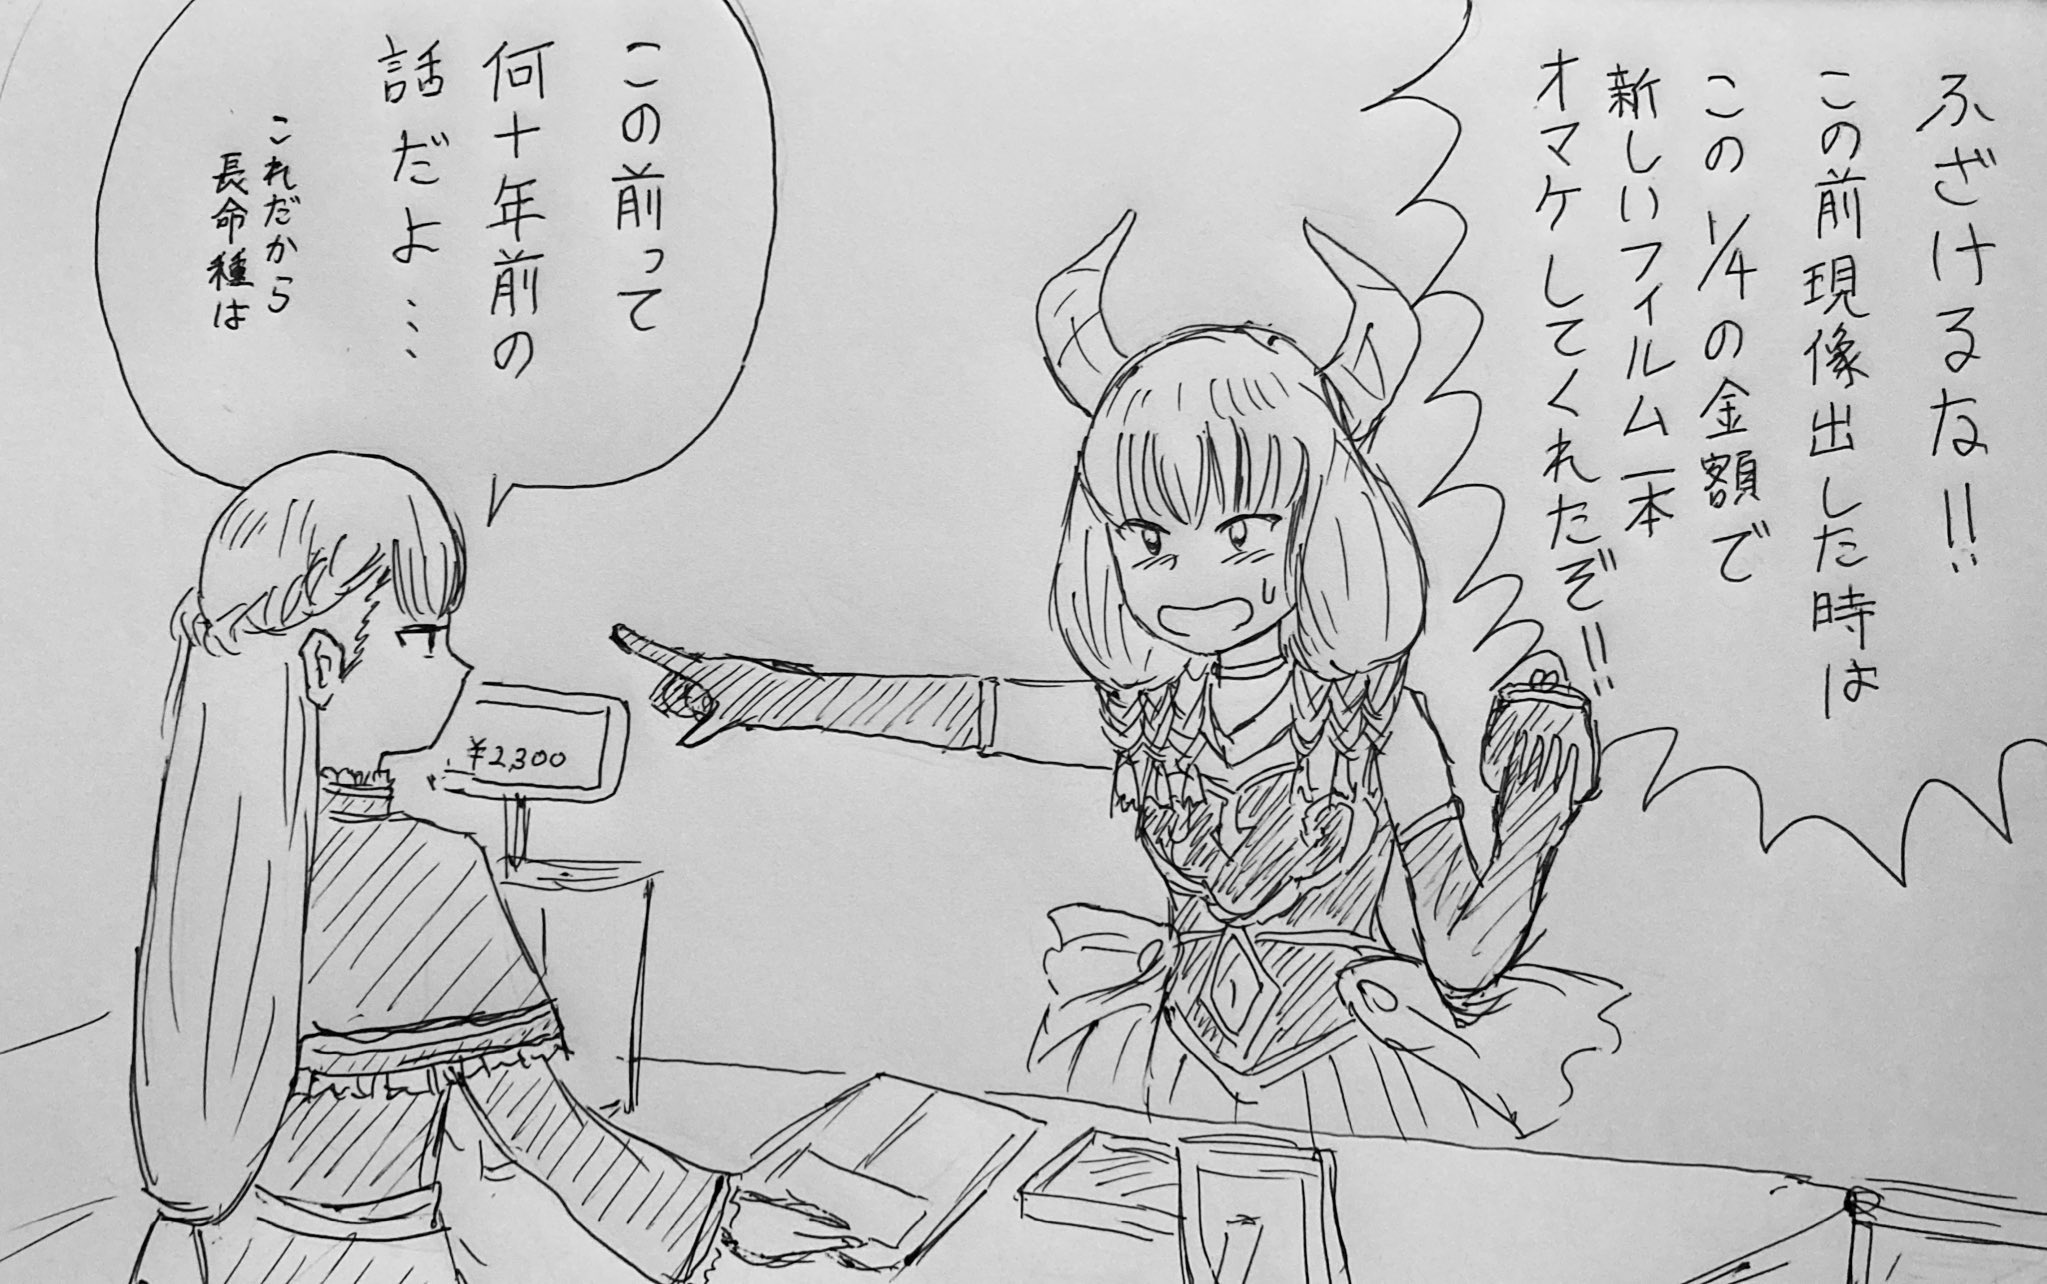 ふざけるな!!
この前現像出した時は
この1/4の金額で
新しいフィルム一本
オマケしてくれたぞ!!
この前って
何十年前の
話だよ…
これだから
長命種は
¥2,300